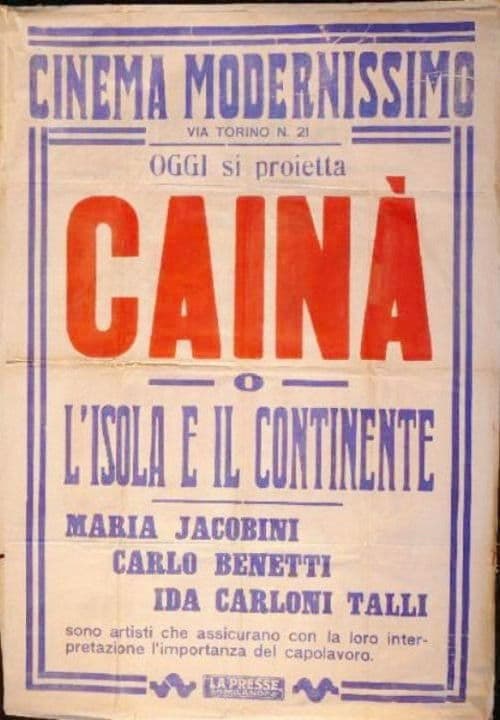 CINEMA MODERNISSIMO
VIA TORINO N. 21
OGGI si proietta
CAINÀ
O
L'ISOLA E IL CONTINENTE
MARIA JACOBINI
CARLO BENETTI
IDA CARLONI TALLI
sono artisti che assicurano con la loro inter-
pretazione l'importanza del capolavoro.
LA PRESSE